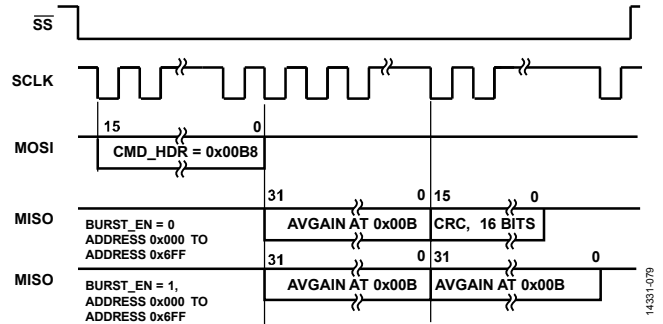 SS
SCLK
15 0
MOSI CMD_HDR = 0x00B8
31 0 15 0
MISO BURST_EN = 0 AVGAIN AT 0x00B CRC, 16 BITS
ADDRESS 0x000 TO
ADDRESS 0x6FF
31 0 31 0
MISO BURST_EN = 1, AVGAIN AT 0x00B AVGAIN AT 0x00B
ADDRESS 0x000 TO
ADDRESS 0x6FF
14331-079